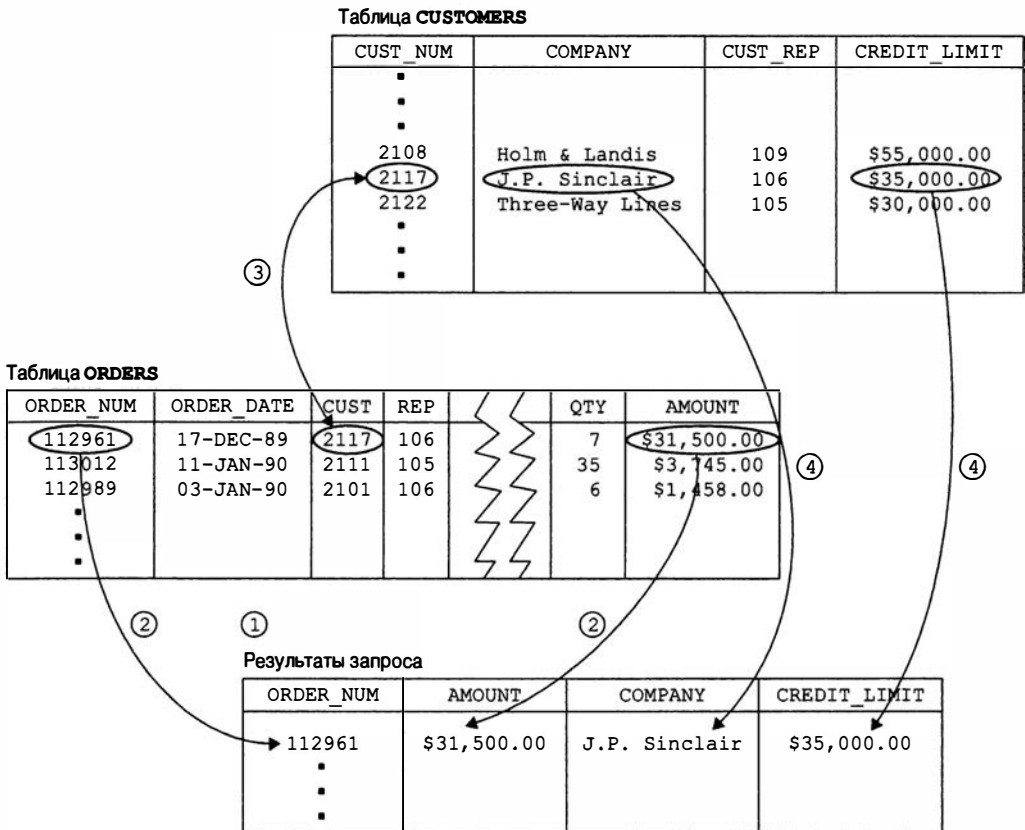 Таблица CUSTOMERS
CUST_NUM COMPANY CUST_REP CREDIT_LIMIT
2108 Holm & Landis 109 $55,000.00
2117 J.P. Sinclair 106 $35,000.00
2122 Three-Way Lines 105 $30,000.00
③
Таблица ORDERS
ORDER_NUM ORDER_DATE CUST REP QTY AMOUNT
112961 17-DEC-89 2117 106 7 $31,500.00
113012 11-JAN-90 2111 105 35 $3,745.00
112989 03-JAN-90 2101 106 6 $1,458.00
④ ④
② ① ②
Результаты запроса
ORDER_NUM AMOUNT COMPANY CREDIT_LIMIT
112961 $31,500.00 J.P. Sinclair $35,000.00